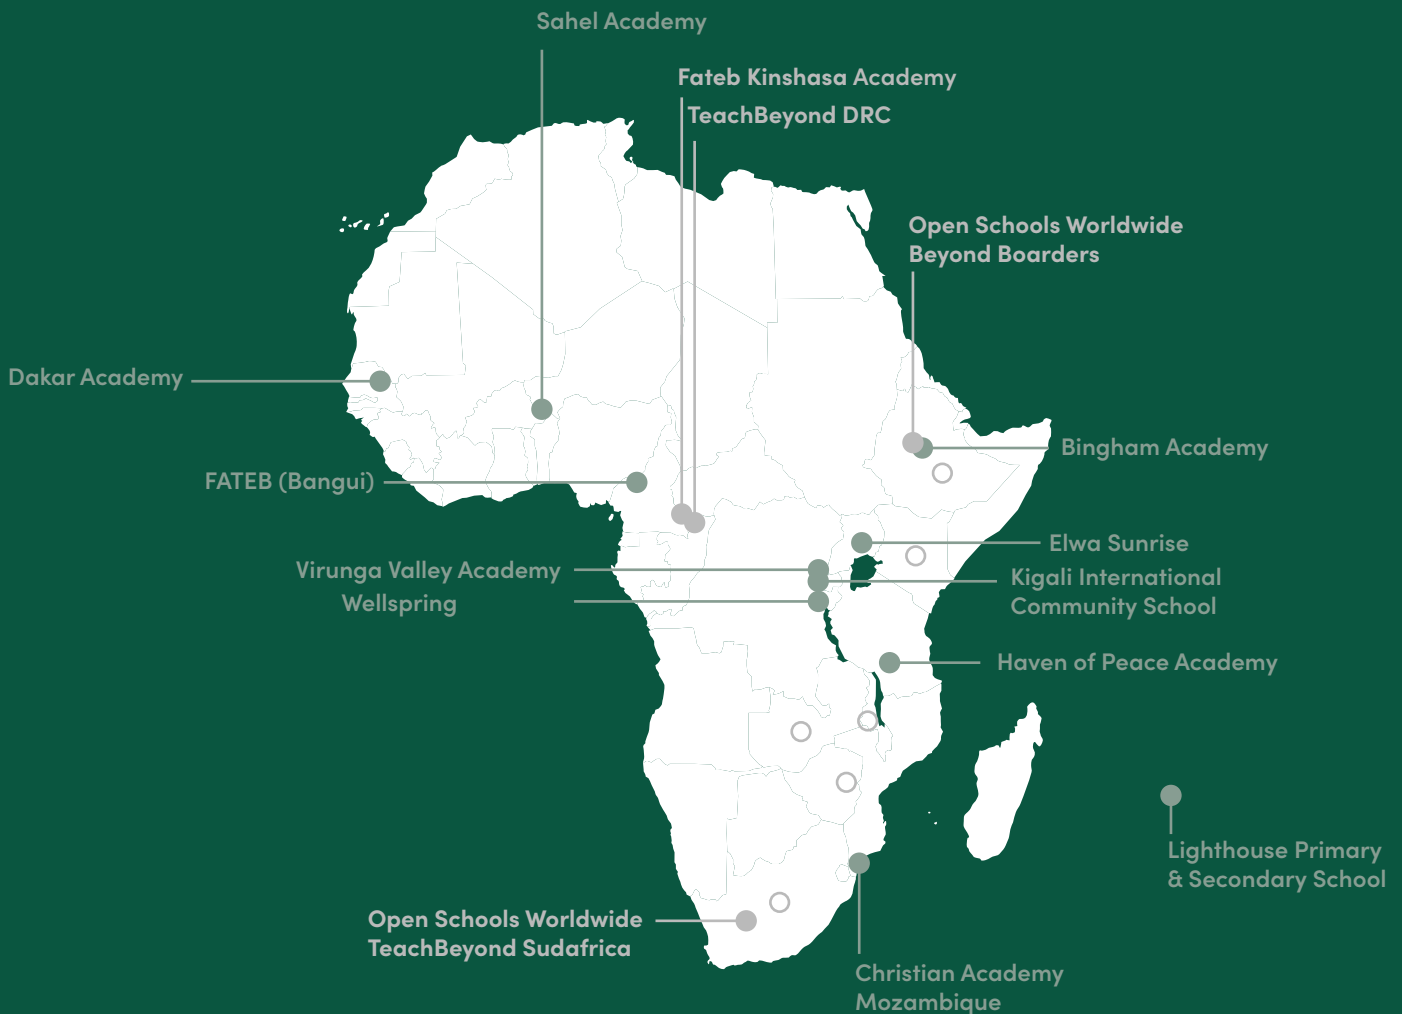 Sahel Academy
Fateb Kinshasa Academy
TeachBeyond DRC
Open Schools Worldwide
Beyond Boarders
Dakar Academy
Bingham Academy
FATEB (Bangui)
Elwa Sunrise
Virunga Valley Academy
Kigali International
Community School
Wellspring
Haven of Peace Academy
Lighthouse Primary
& Secondary School
Open Schools Worldwide
TeachBeyond Sudafrica
Christian Academy
Mozambique